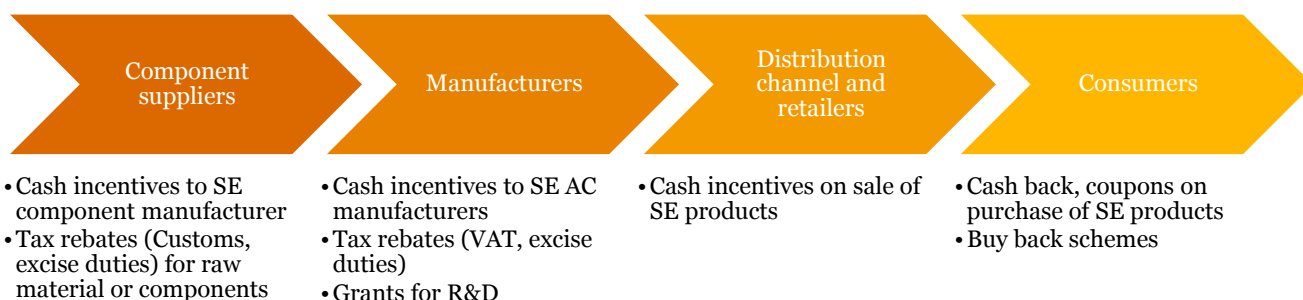 Component
suppliers
Manufacturers
Distribution
channel and
retailers
Consumers
•Cash incentives to SE
component manufacturer
•Tax rebates (Customs,
excise duties) for raw
material or components
•Cash incentives to SE AC
manufacturers
•Tax rebates (VAT, excise
duties)
•Grants for R&D
•Cash incentives on sale of
SE products
•Cash back, coupons on
purchase of SE products
•Buy back schemes